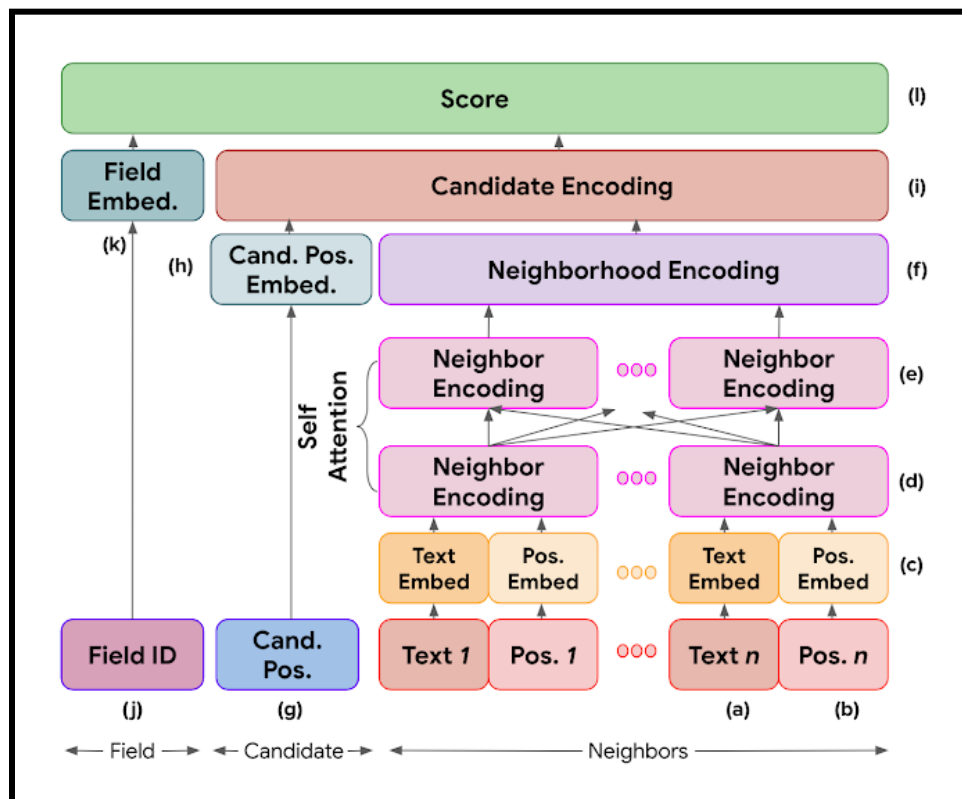 Score
(l)
Field
Embed.
Candidate Encoding
(i)
(k)
(h)
Cand. Pos.
Embed.
Neighborhood Encoding
(f)
Self
Attention
Neighbor
Encoding
Neighbor
Encoding
(e)
Neighbor
Encoding
Neighbor
Encoding
(d)
Text
Embed
Pos.
Embed
Text
Embed
Pos.
Embed
(c)
Field ID
Cand.
Pos.
Text 1
Pos. 1
Text n
Pos. n
(j)
(g)
(a)
(b)
Field
Candidate
Neighbors